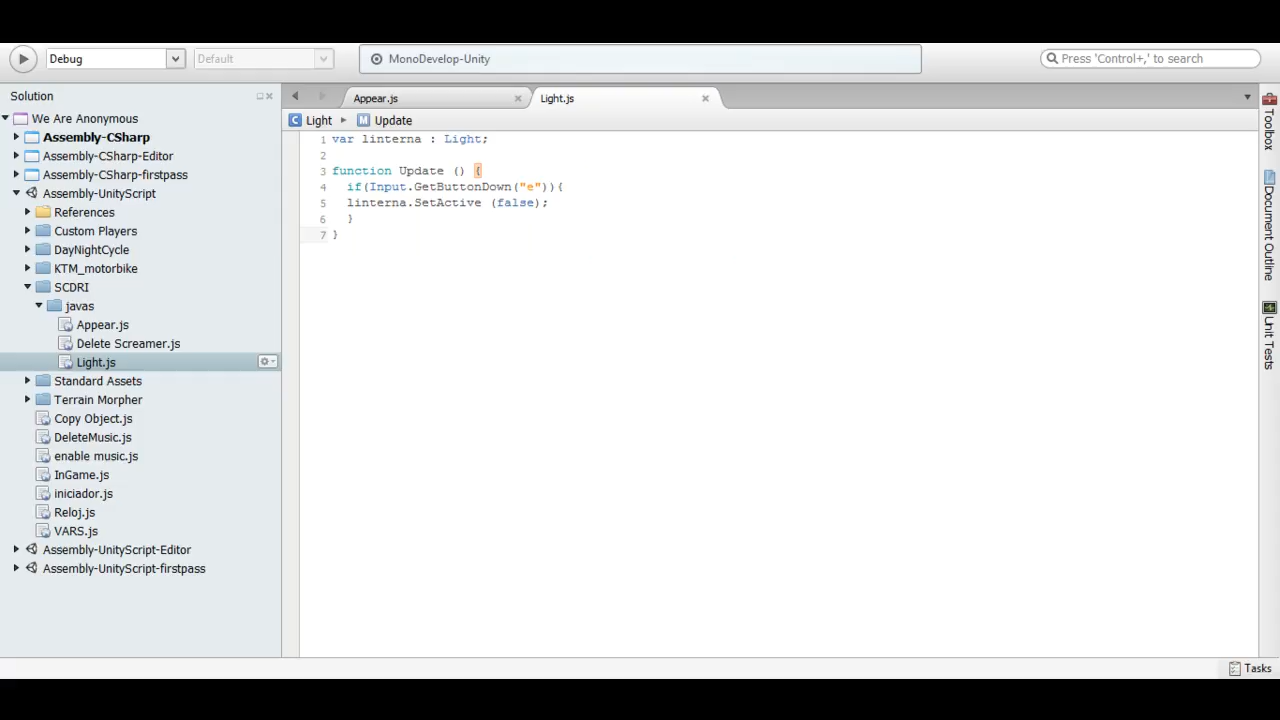 Debug
Default
MonoDevelop-Unity
Press 'Control+,' to search
Solution
Appear.js
Light.js
We Are Anonymous
Assembly-CSharp
Assembly-CSharp-Editor
Assembly-CSharp-firstpass
Assembly-UnityScript
References
Custom Players
DayNightCycle
KTM_motorbike
SCDRI
javas
Appear.js
Delete Screamer.js
Light.js
Standard Assets
Terrain Morpher
Copy Object.js
DeleteMusic.js
enable music.js
InGame.js
iniciador.js
Reloj.js
VARS.js
Assembly-UnityScript-Editor
Assembly-UnityScript-firstpass
C Light M Update
1 var linterna : Light;
2
3 function Update () {
4 if(Input.GetButtonDown("e")){
5 linterna.SetActive (false);
6 }
7 }
Toolbox
Document Outline
Unit Tests
Tasks